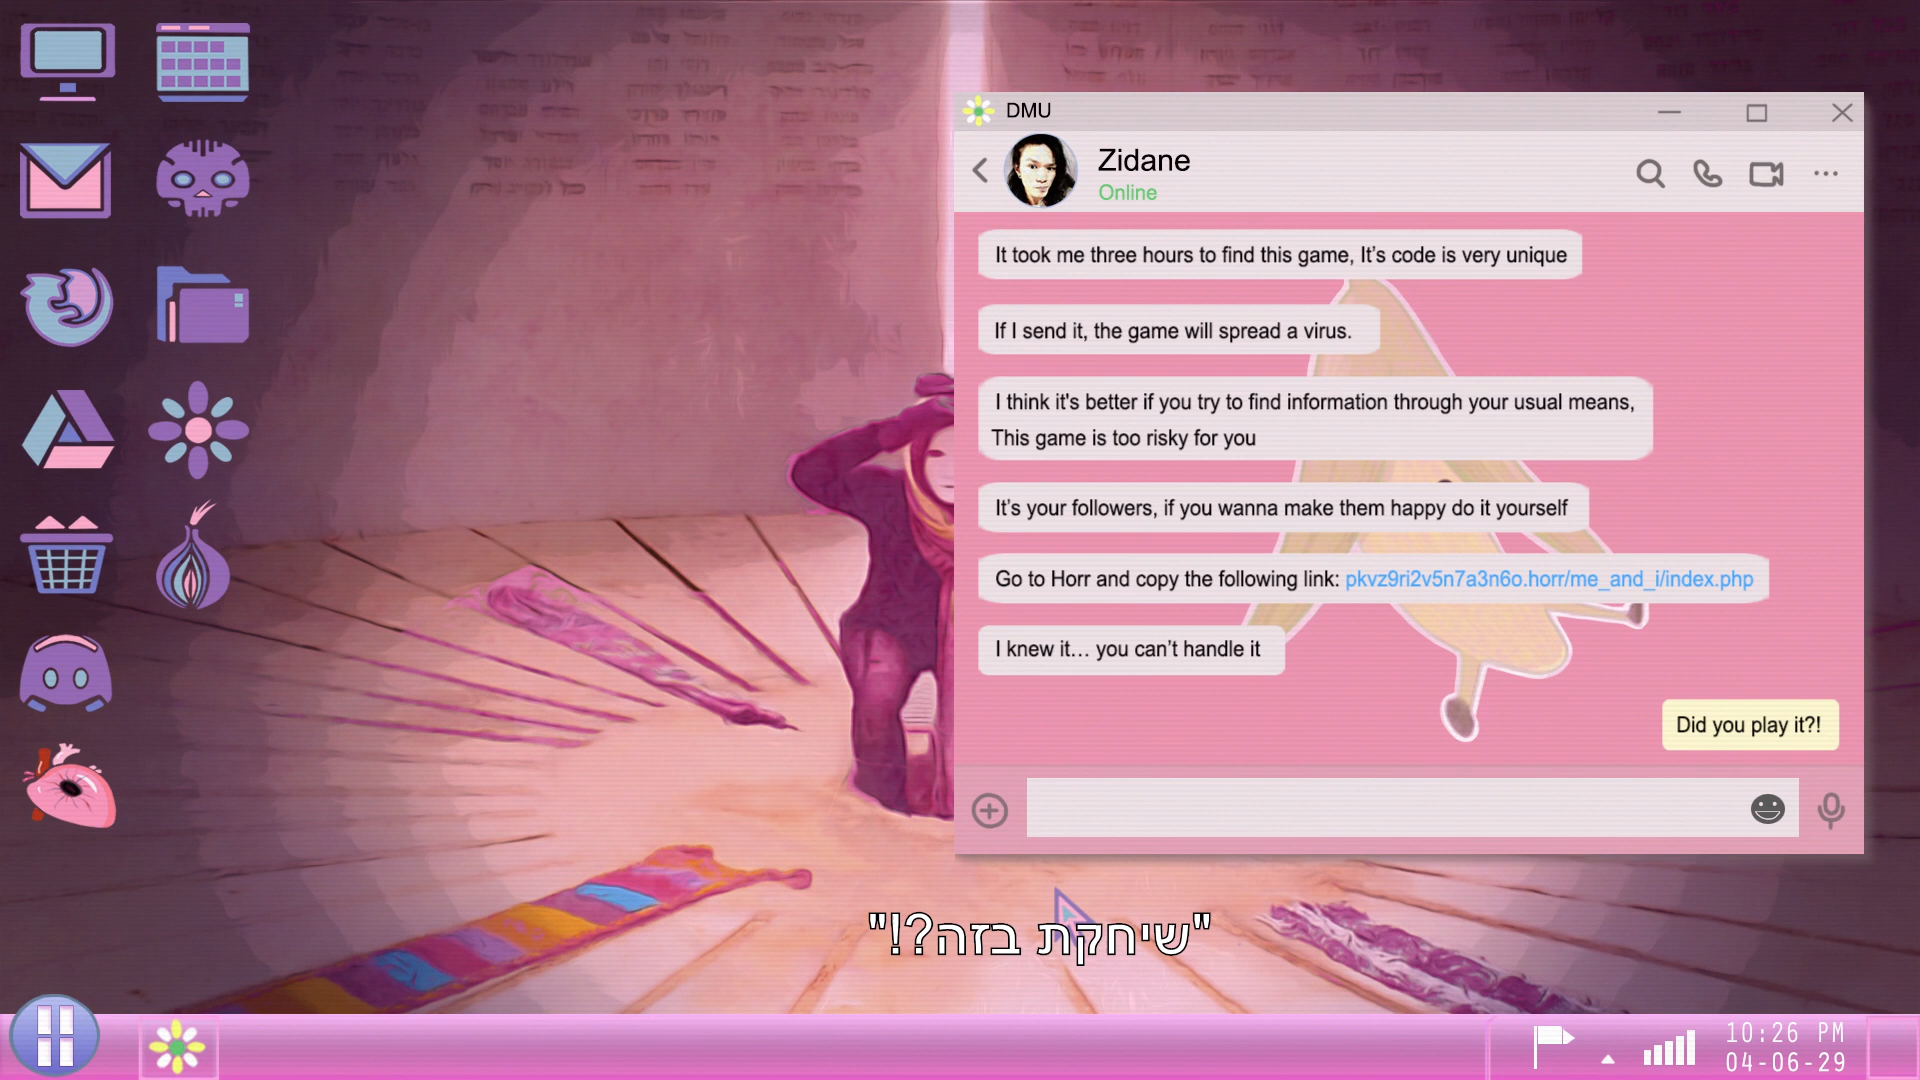 DMU
Zidane
Online
It took me three hours to find this game, It's code is very unique
If I send it, the game will spread a virus.
I think it's better if you try to find information through your usual means,
This game is too risky for you
It's your followers, if you wanna make them happy do it yourself
Go to Horr and copy the following link: pkvz9ri2v5n7a3n6o.horr/me_and_i/index.php
I knew it... you can't handle it
Did you play it?!
"שיחקת בזה?!"
10:26 PM
04-06-29